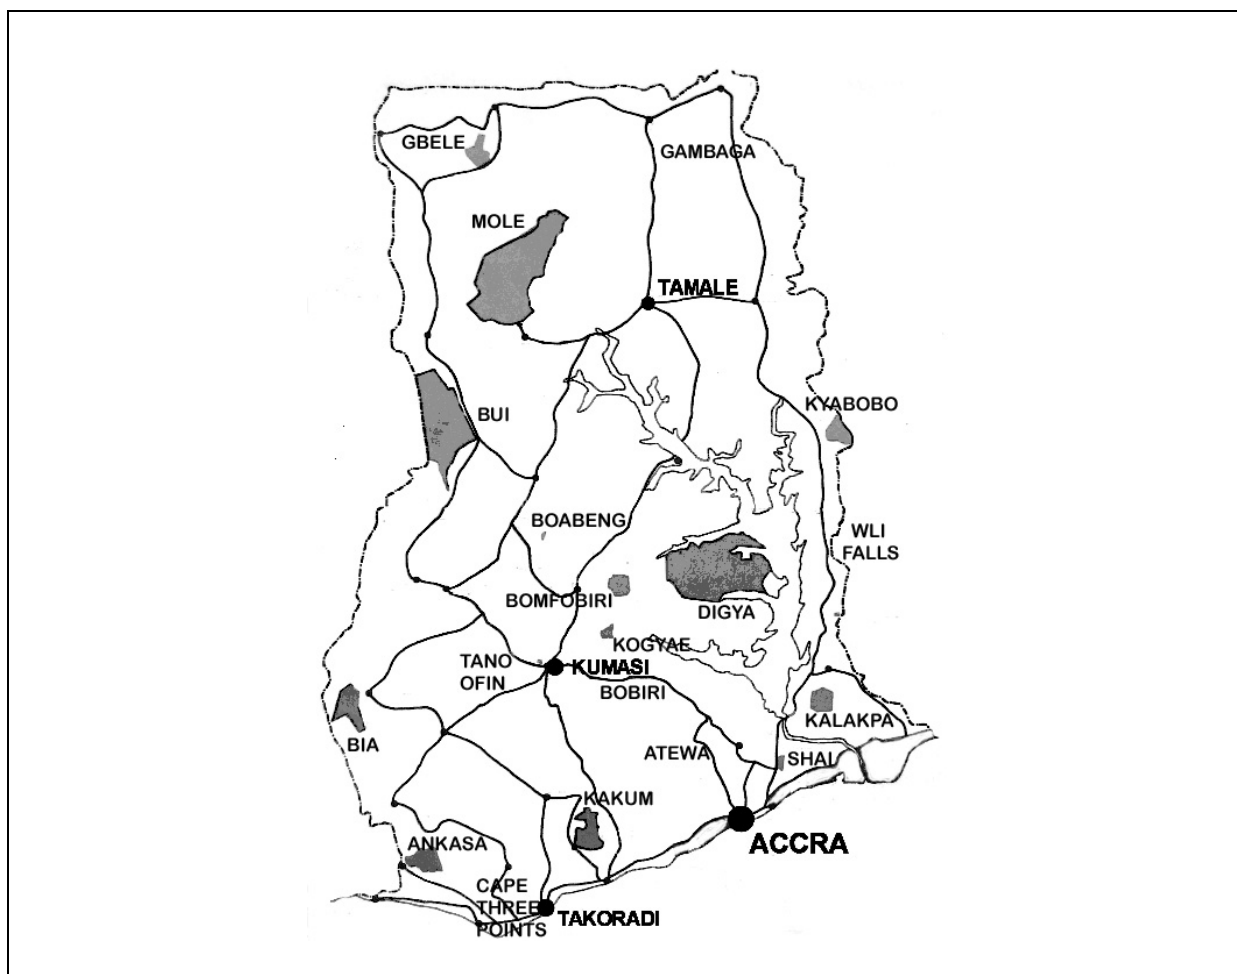 GBELE
GAMBAGA
MOLE
TAMALE
KYABOBO
BUI
BOABENG
WLI
FALLS
BOMFOBIRI
DIGYA
KOGYAE
TANO
OFIN
KUMASI
BOBIRI
KALAKPA
BIA
ATEWA
SHAI
KAKUM
ACCRA
ANKASA
CAPE
THREE
POINTS
TAKORADI